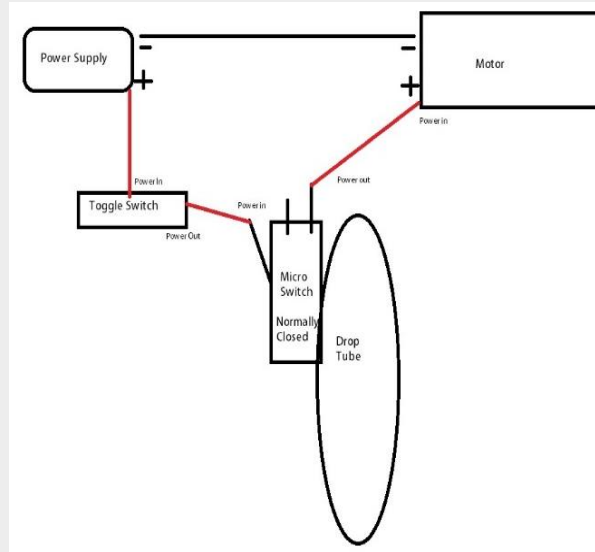 Power Supply
-
+
-
+
Motor
Power in
Power In
Toggle Switch
Power Out
Power in
Power out
Micro
Switch
Normally
Closed
Drop
Tube